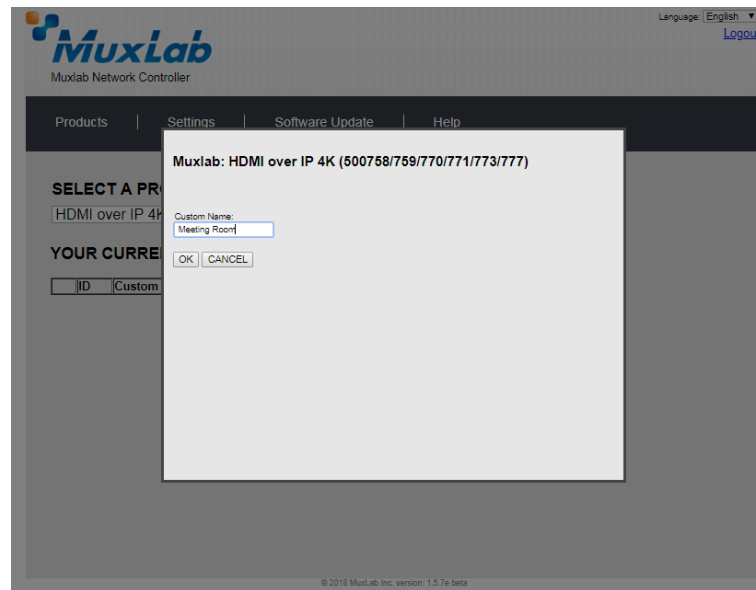 Language: English
Logou
MuxLab
Muxlab Network Controller
Products | Settings | Software Update | Help
Muxlab: HDMI over IP 4K (500758/759/770/771/773/777)
SELECT A PR
HDMI over IP 4K
Custom Name:
Meeting Room
YOUR CURRE
OK CANCEL
ID Custom
© 2018 MuxLab Inc. version: 1.5.7e beta